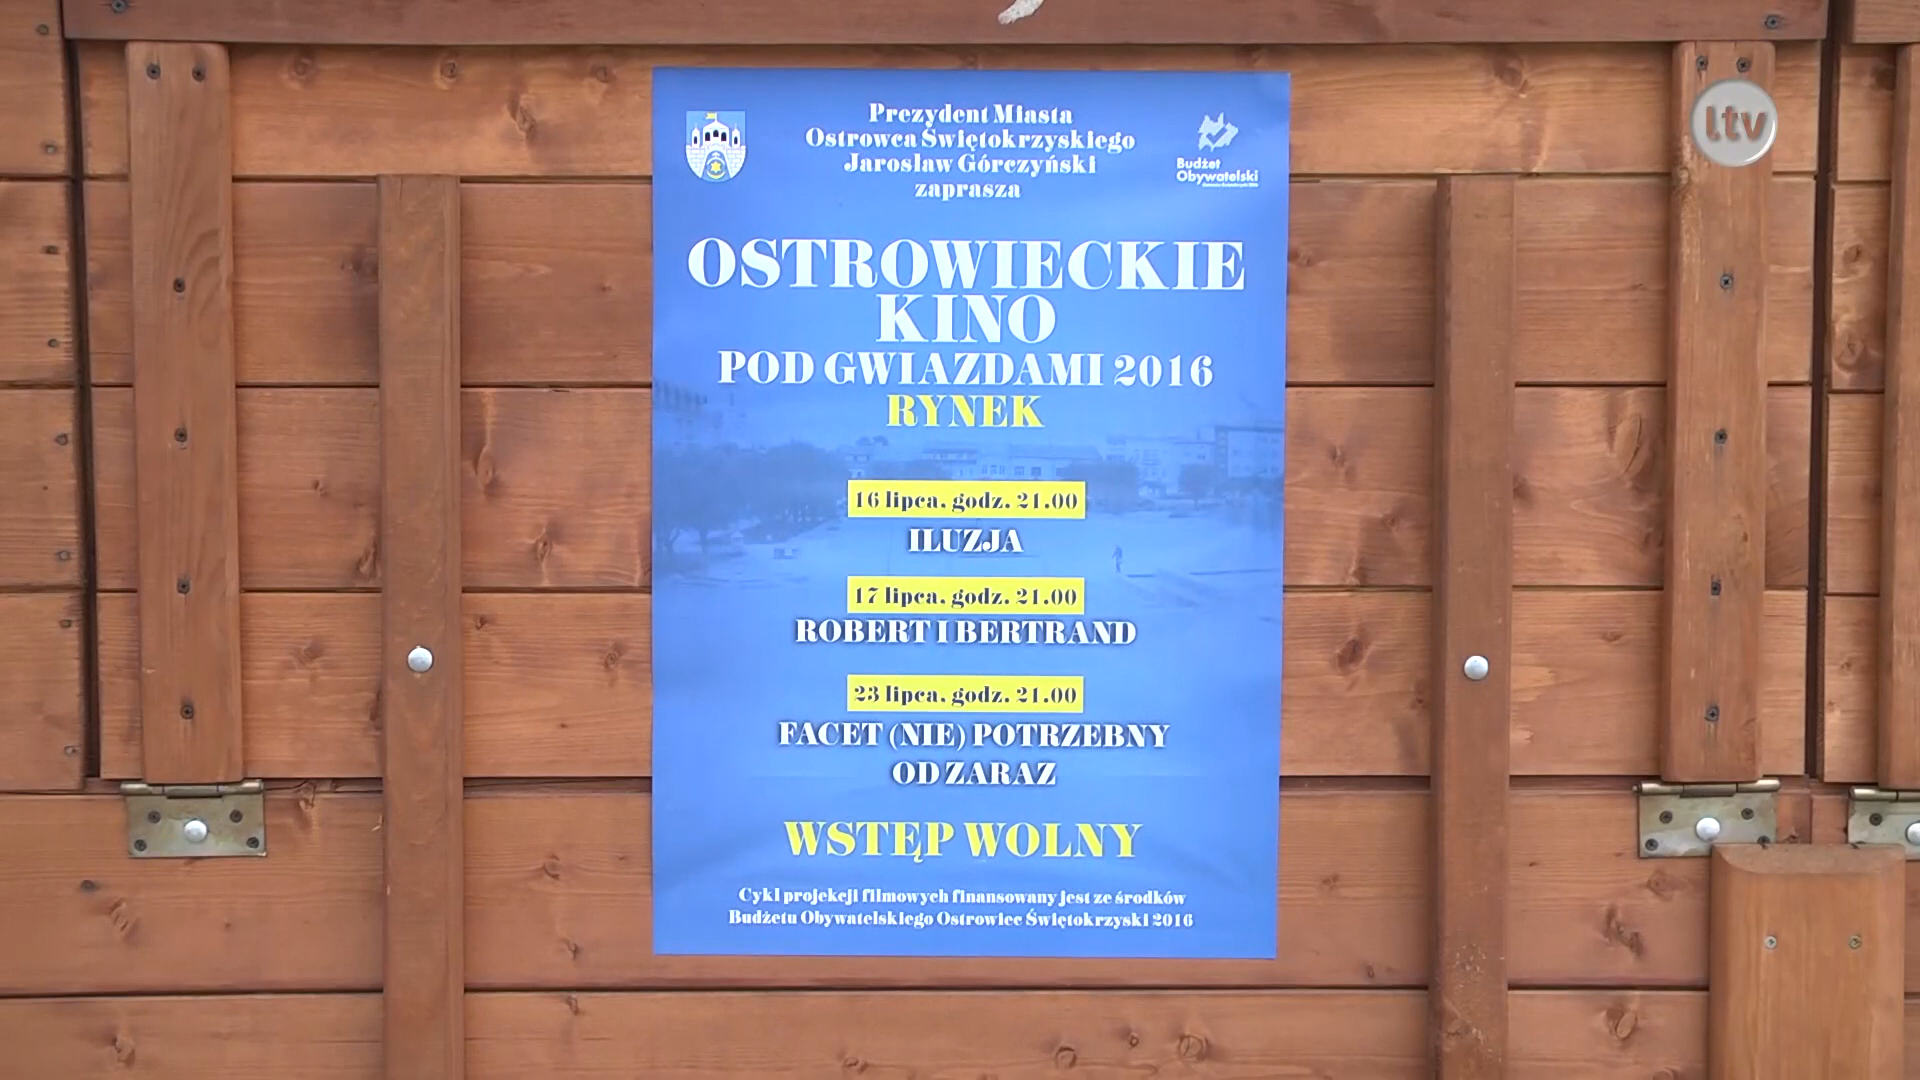 Prezydent Miasta
Ostrowca Świętokrzyskiego
Jarosław Górczyński
zaprasza
Budżet
Obywatelski
ltv
OSTROWIECKIE
KINO
POD GWIAZDAMI 2016
RYNEK
16 lipca, godz. 21.00
ILUZJA
17 lipca, godz. 21.00
ROBERT I BERTRAND
23 lipca, godz. 21.00
FACET (NIE) POTRZEBNY
OD ZARAZ
WSTĘP WOLNY
Cykl projekcji filmowych finansowany jest ze środków
Budżetu Obywatelskiego Ostrowiec Świętokrzyski 2016